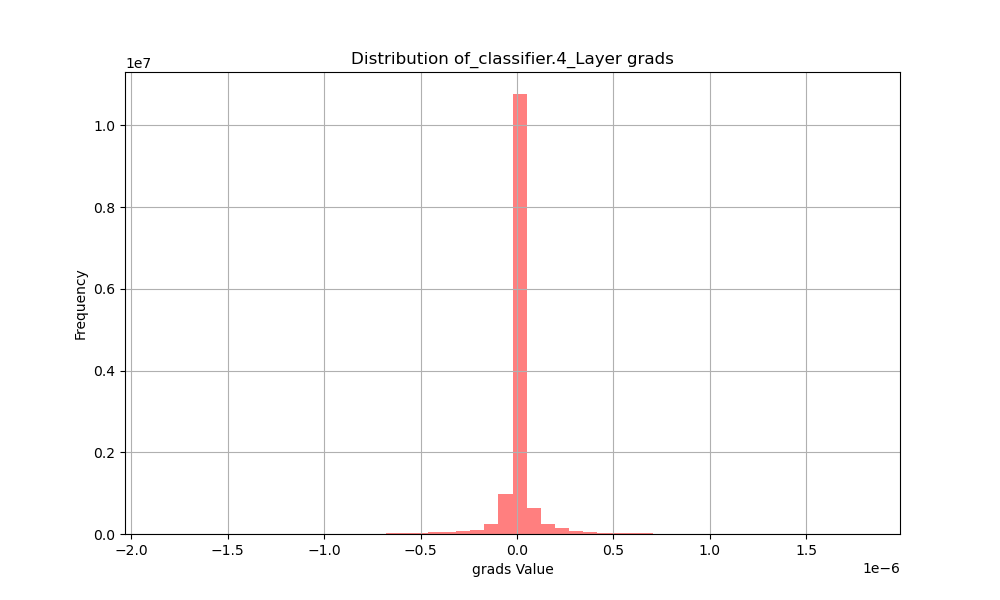 Distribution of_classifier.4_Layer grads
1e7
1.0
0.8
0.6
0.4
0.2
0.0
Frequency
−2.0 −1.5 −1.0 −0.5 0.0 0.5 1.0 1.5
grads Value
1e−6